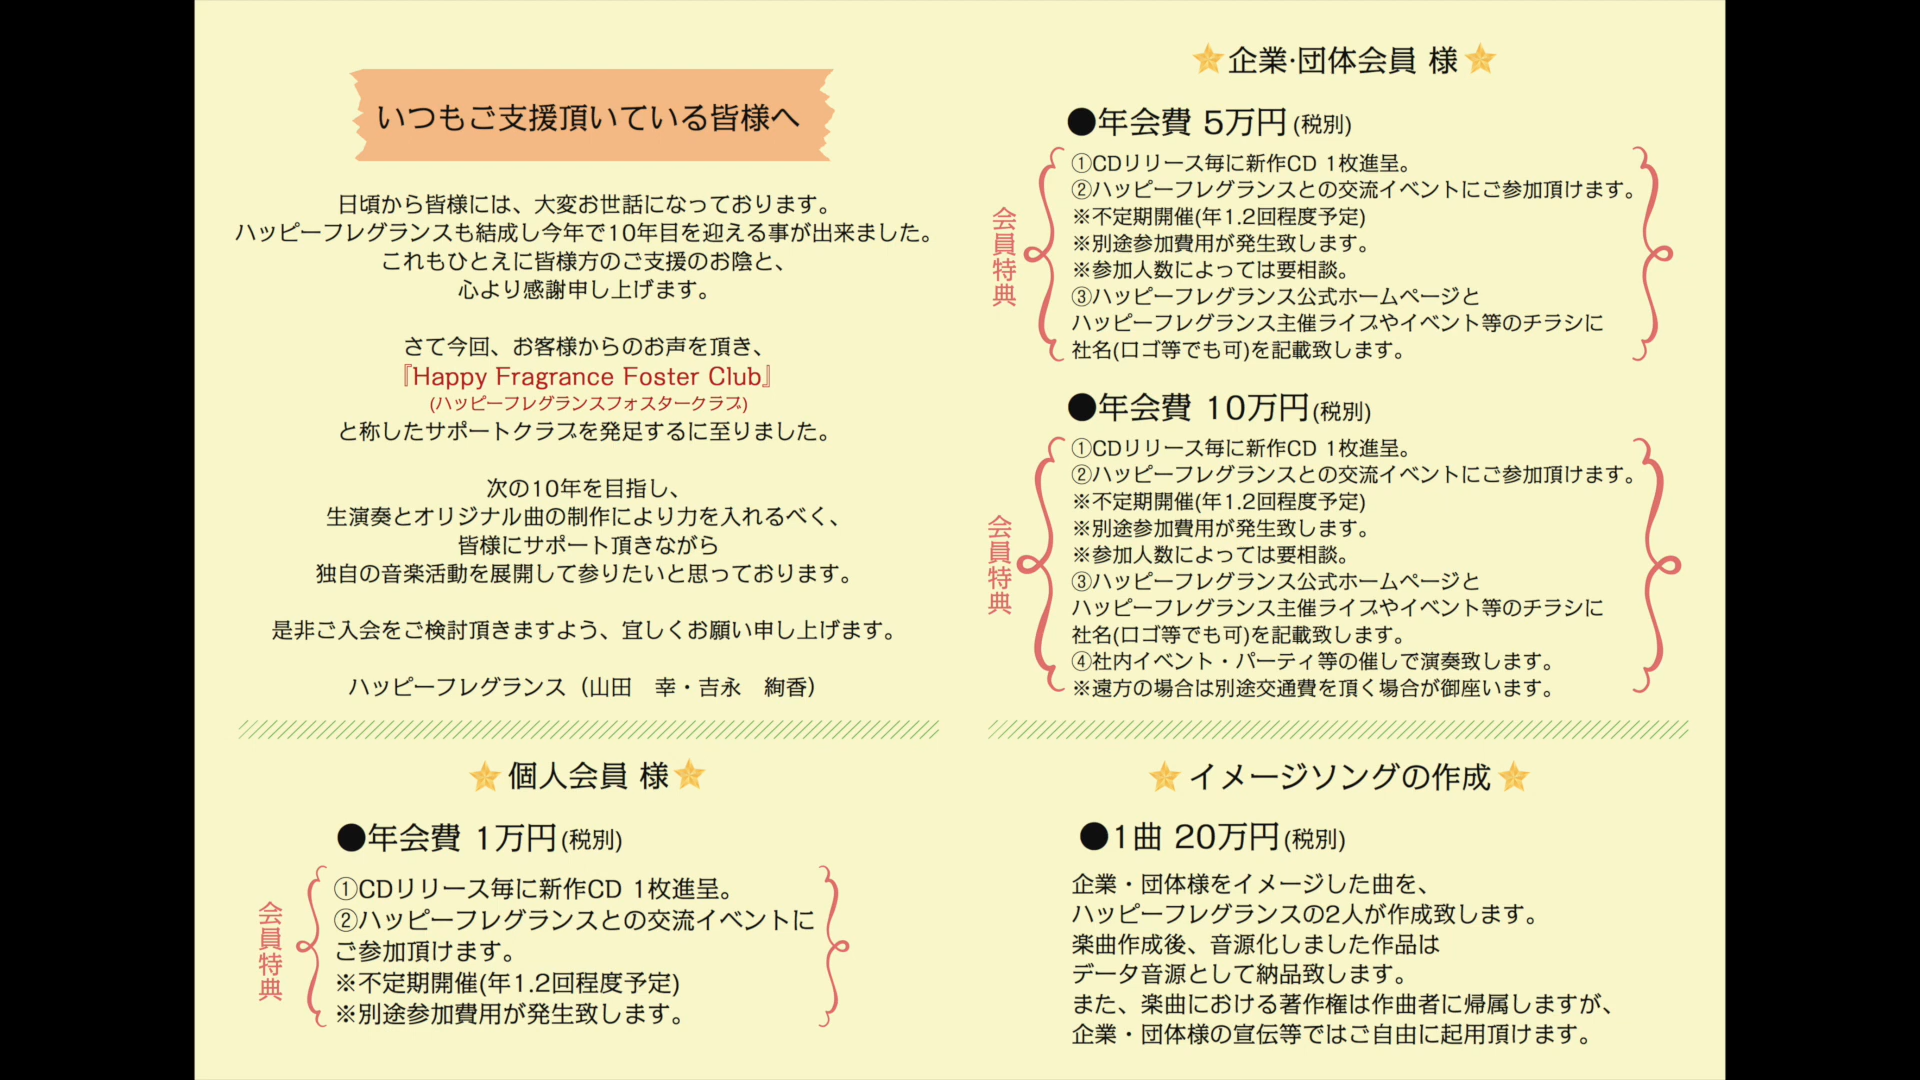 いつもご支援頂いている皆様へ
日頃から皆様には、大変お世話になっております。
ハッピーフレグランスも結成し今年で10年目を迎える事が出来ました。
これもひとえに皆様方のご支援のお陰と、
心より感謝申し上げます。
さて今回、お客様からのお声を頂き、
『Happy Fragrance Foster Club』
(ハッピーフレグランスフォスタークラブ)
と称したサポートクラブを発足するに至りました。
次の10年を目指し、
生演奏とオリジナル曲の制作により力を入れるべく、
皆様にサポート頂きながら
独自の音楽活動を展開して参りたいと思っております。
是非ご入会をご検討頂きますよう、宜しくお願い申し上げます。
ハッピーフレグランス（山田　幸・吉永　絢香）
個人会員 様
●年会費 1万円(税別)
会員特典
①CDリリース毎に新作CD 1枚進呈。
②ハッピーフレグランスとの交流イベントに
ご参加頂けます。
※不定期開催(年1.2回程度予定)
※別途参加費用が発生致します。
企業・団体会員 様
●年会費 5万円(税別)
会員特典
①CDリリース毎に新作CD 1枚進呈。
②ハッピーフレグランスとの交流イベントにご参加頂けます。
※不定期開催(年1.2回程度予定)
※別途参加費用が発生致します。
※参加人数によっては要相談。
③ハッピーフレグランス公式ホームページと
ハッピーフレグランス主催ライブやイベント等のチラシに
社名(ロゴ等でも可)を記載致します。
●年会費 10万円(税別)
会員特典
①CDリリース毎に新作CD 1枚進呈。
②ハッピーフレグランスとの交流イベントにご参加頂けます。
※不定期開催(年1.2回程度予定)
※別途参加費用が発生致します。
※参加人数によっては要相談。
③ハッピーフレグランス公式ホームページと
ハッピーフレグランス主催ライブやイベント等のチラシに
社名(ロゴ等でも可)を記載致します。
④社内イベント・パーティ等の催しで演奏致します。
※遠方の場合は別途交通費を頂く場合が御座います。
イメージソングの作成
●1曲 20万円(税別)
企業・団体様をイメージした曲を、
ハッピーフレグランスの2人が作成致します。
楽曲作成後、音源化しました作品は
データ音源として納品致します。
また、楽曲における著作権は作曲者に帰属しますが、
企業・団体様の宣伝等ではご自由に起用頂けます。